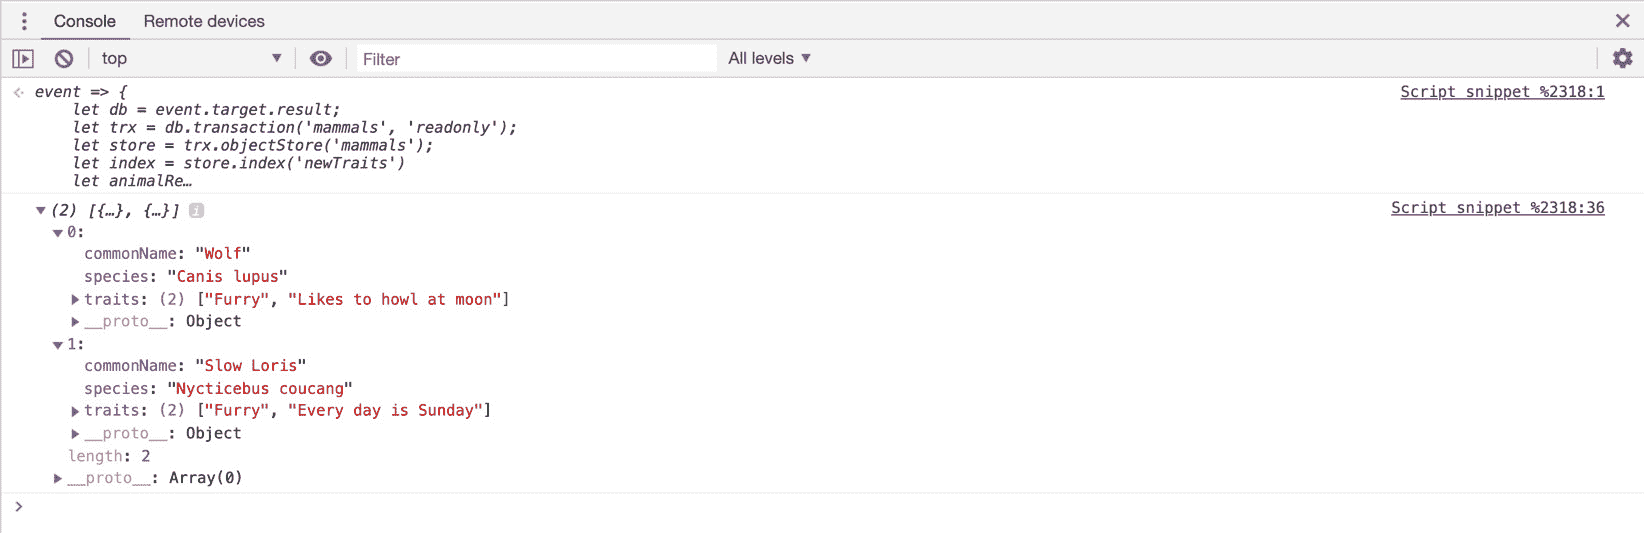 Console Remote devices
top Filter All levels
event => { Script snippet %2318:1
let db = event.target.result;
let trx = db.transaction('mammals', 'readonly');
let store = trx.objectStore('mammals');
let index = store.index('newTraits')
let animalRe…
(2) [{…}, {…}] i Script snippet %2318:36
0:
commonName: "Wolf"
species: "Canis lupus"
traits: (2) ["Furry", "Likes to howl at moon"]
__proto__: Object
1:
commonName: "Slow Loris"
species: "Nycticebus coucang"
traits: (2) ["Furry", "Every day is Sunday"]
__proto__: Object
length: 2
__proto__: Array(0)